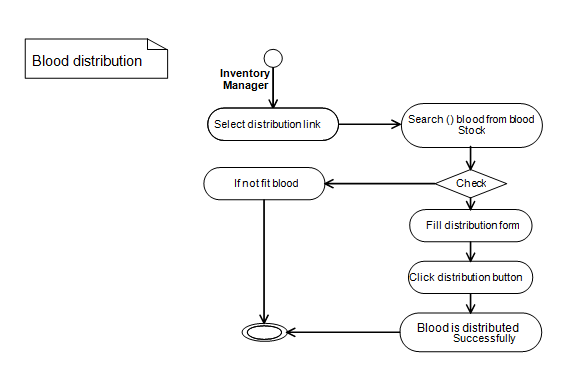 Blood distribution
Inventory
Manager
Select distribution link
Search () blood from blood
Stock
If not fit blood
Check
Fill distribution form
Click distribution button
Blood is distributed
Successfully